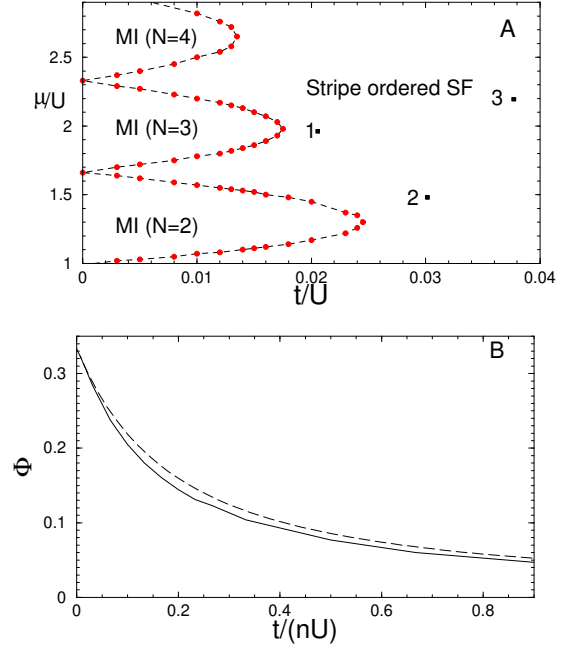 A
2.5
MI (N=4)
μ/U
Stripe ordered SF
3
2
MI (N=3)
1
1.5
2
MI (N=2)
1
0 0.01 0.02 0.03 0.04
t/U
B
0.3
Φ
0.2
0.1
0
0 0.2 0.4 0.6 0.8
t/(nU)